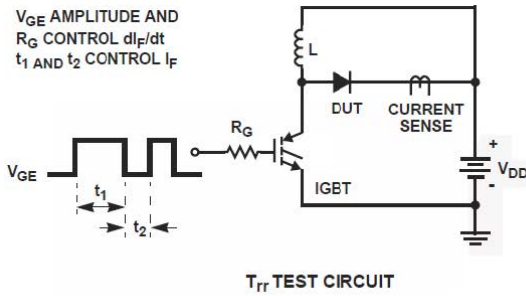 V_GE AMPLITUDE AND
R_G CONTROL dI_F/dt
t_1 AND t_2 CONTROL I_F
L
DUT
CURRENT
SENSE
R_G
V_GE
t_1
t_2
IGBT
+
V_DD
-
T_rr TEST CIRCUIT